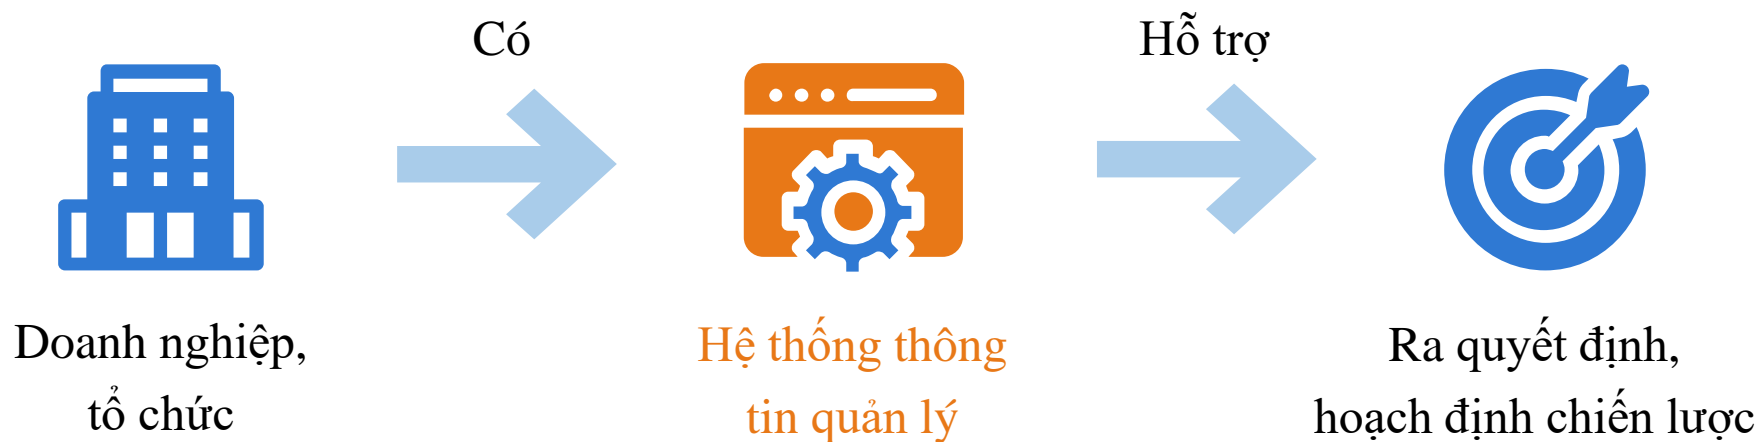 Có
Hỗ trợ
Doanh nghiệp,
tổ chức
Hệ thống thông
tin quản lý
Ra quyết định,
hoạch định chiến lược